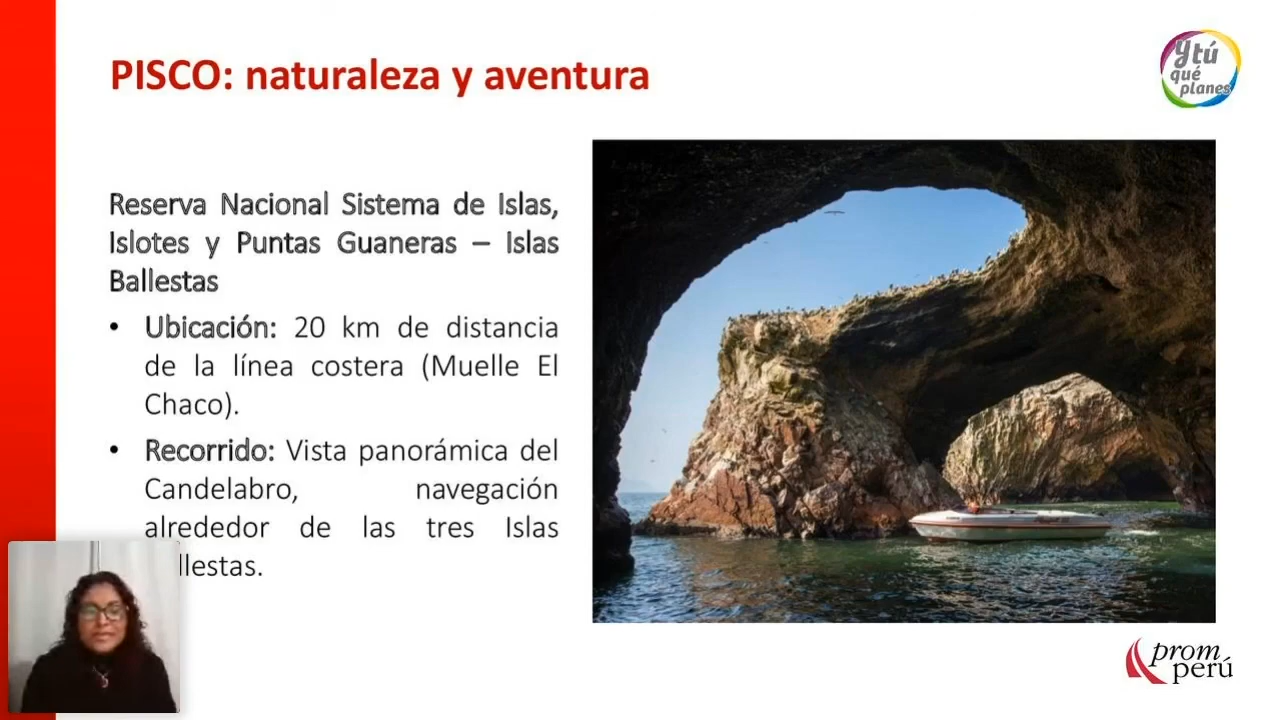 PISCO: naturaleza y aventura
Y tú
qué
planes
Reserva Nacional Sistema de Islas,
Islotes y Puntas Guaneras – Islas
Ballestas
• Ubicación: 20 km de distancia
de la línea costera (Muelle El
Chaco).
• Recorrido: Vista panorámica del
Candelabro, navegación
alrededor de las tres Islas
llestas.
prom
perú